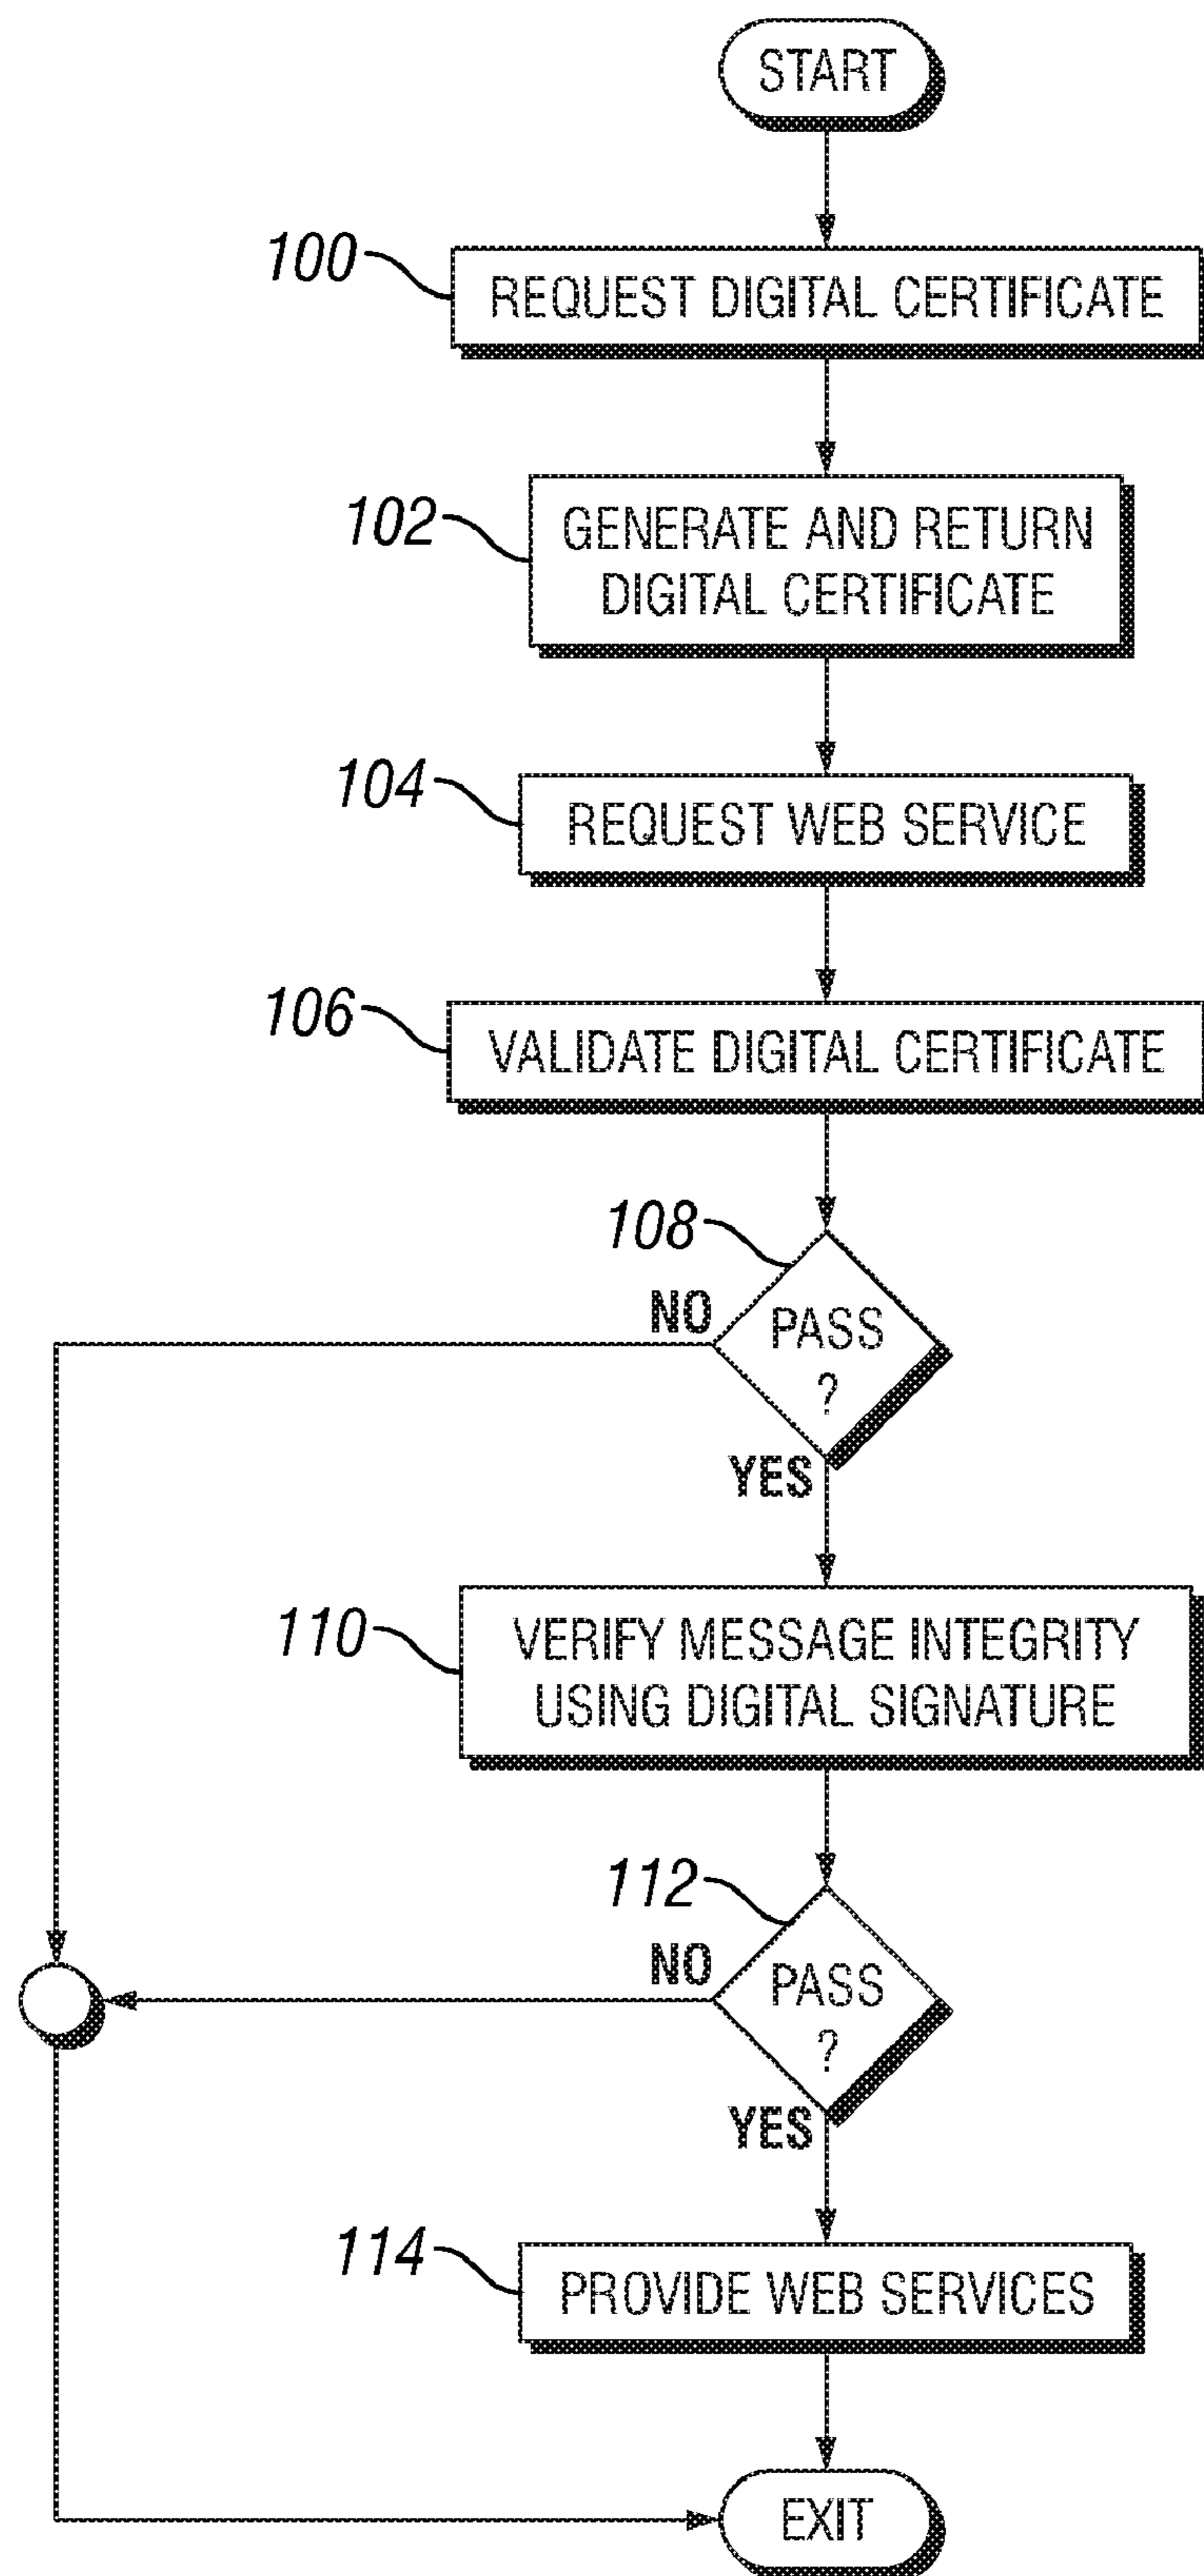 START
100
REQUEST DIGITAL CERTIFICATE
102
GENERATE AND RETURN
DIGITAL CERTIFICATE
104
REQUEST WEB SERVICE
106
VALIDATE DIGITAL CERTIFICATE
108
NO
PASS
?
YES
110
VERIFY MESSAGE INTEGRITY
USING DIGITAL SIGNATURE
112
NO
PASS
?
YES
114
PROVIDE WEB SERVICES
EXIT